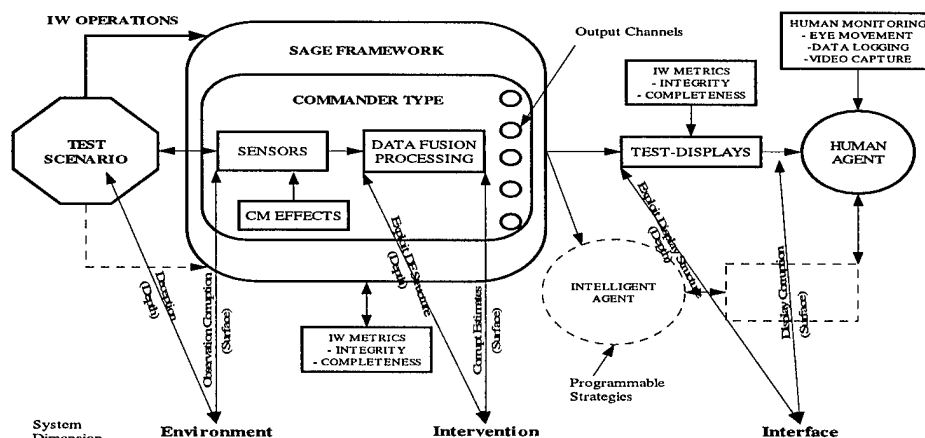 IW OPERATIONS
SAGE FRAMEWORK
Output Channels
HUMAN MONITORING
- EYE MOVEMENT
-DATA LOGGING
- VIDEO CAPTURE
COMMANDER TYPE
IW METRICS
- INTEGRITY
- COMPLETENESS
TEST
SCENARIO
SENSORS
DATA FUSION
PROCESSING
TEST-DISPLAYS
HUMAN
AGENT
CM EFFECTS
Deception
(Depth)
Observation Corruption
(Surface)
Exploit DF Structure
(Depth)
Corrupt Estimates
(Surface)
Exploit Display Structure
(Depth)
Display Corruption
(Surface)
INTELLIGENT
AGENT
IW METRICS
- INTEGRITY
- COMPLETENESS
Programmable
Strategies
System
Dimension
Environment
Intervention
Interface